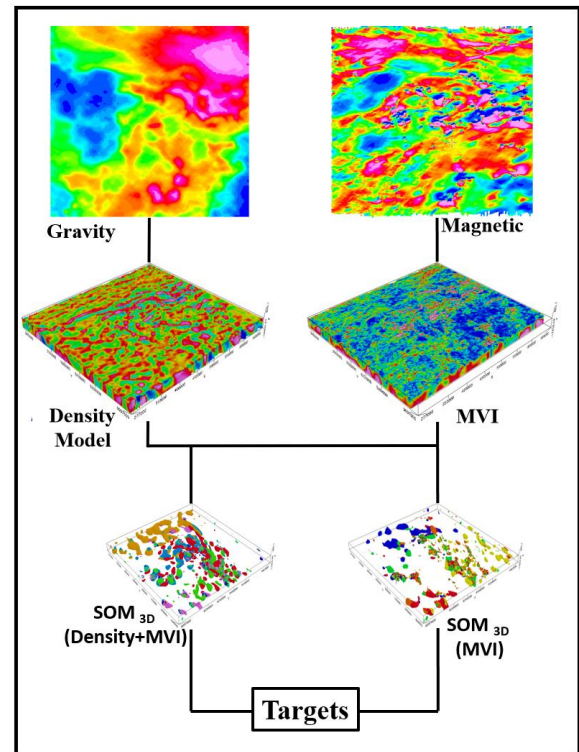 Gravity
Magnetic
Density
Model
MVI
SOM 3D
(Density+MVI)
SOM 3D
(MVI)
Targets